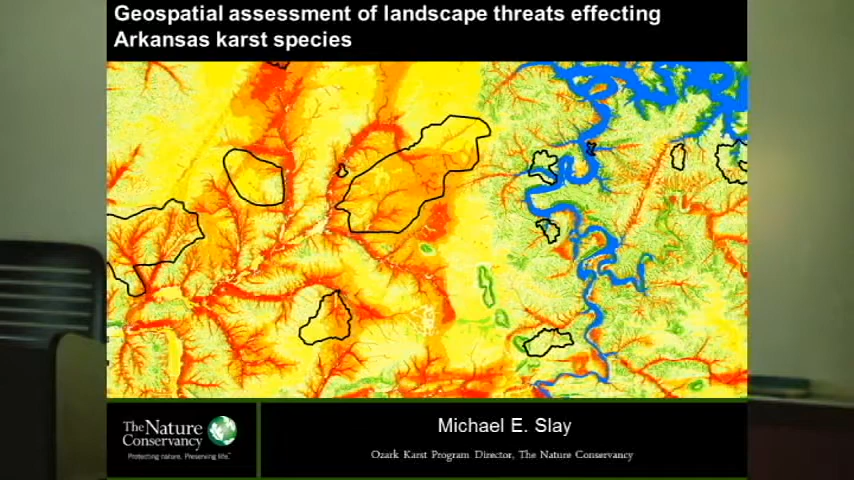 Geospatial assessment of landscape threats effecting
Arkansas karst species
The Nature
Conservancy
Protecting nature. Preserving life.™
Michael E. Slay
Ozark Karst Program Director, The Nature Conservancy